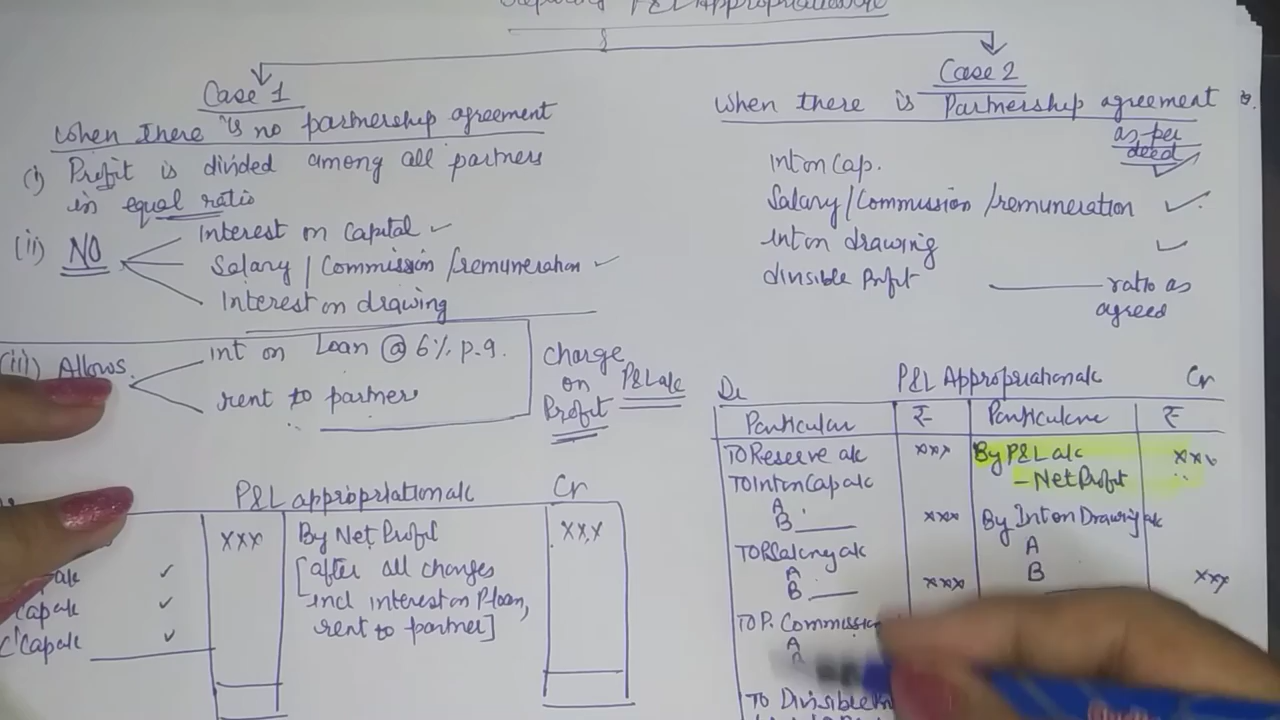 Preparing P&L Appropriation a/c
Case 1
When there is no partnership agreement
(i) Profit is divided among all partners
in equal ratio
(ii) NO
Interest on Capital ✓
Salary / Commission / remuneration ✓
Interest on drawing
(iii) Allows
int on Loan @ 6% p.a.
rent to partner
Charge
on
Profit
P&L a/c
P&L appropriation a/c Cr
xxx By Net Profit xxx
[after all charges
incl interest on P. loan,
rent to partner]
Cap a/c ✓
C' Cap a/c ✓
Case 2
When there is Partnership agreement
as per
deed
Int on Cap. ✓
Salary / Commission / remuneration ✓
int on drawing ✓
divisible Profit ratio as
agreed
Dr P&L Appropriation a/c Cr
Particular ₹ Particular ₹
To Reserve a/c xxx By P&L a/c xxx
- Net Profit
To Int on Cap a/c
A
B xxx
By Int on Drawing a/c
A
B xxx
To P. Salary a/c
A
B xxx
To P. Commission
A
To Divisible